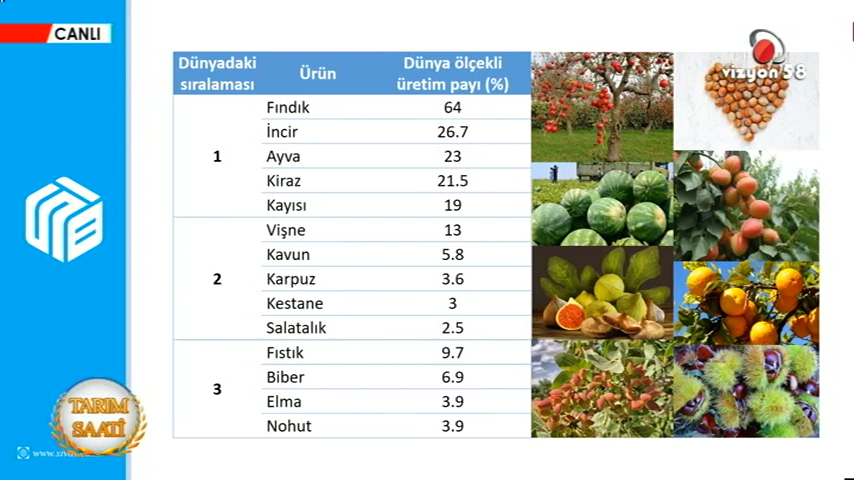 CANLI
vizyon 58
Dünyadaki sıralaması Ürün Dünya ölçekli üretim payı (%)
1
Fındık 64
İncir 26.7
Ayva 23
Kiraz 21.5
Kayısı 19
2
Vişne 13
Kavun 5.8
Karpuz 3.6
Kestane 3
Salatalık 2.5
3
Fıstık 9.7
Biber 6.9
Elma 3.9
Nohut 3.9
TARIM
SAATİ